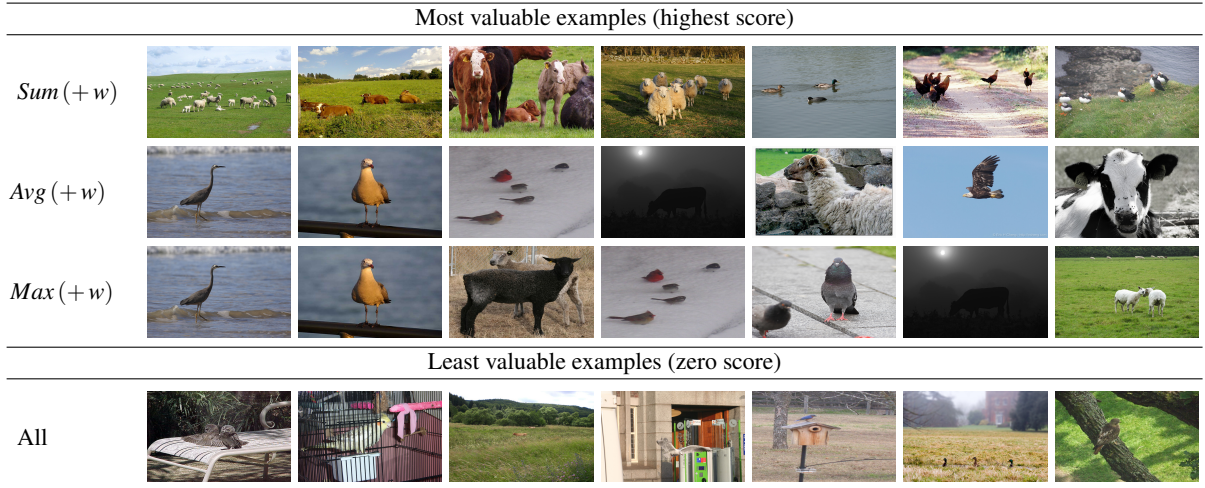 Most valuable examples (highest score)
Sum (+ w)
Avg (+ w)
Max (+ w)
Least valuable examples (zero score)
All